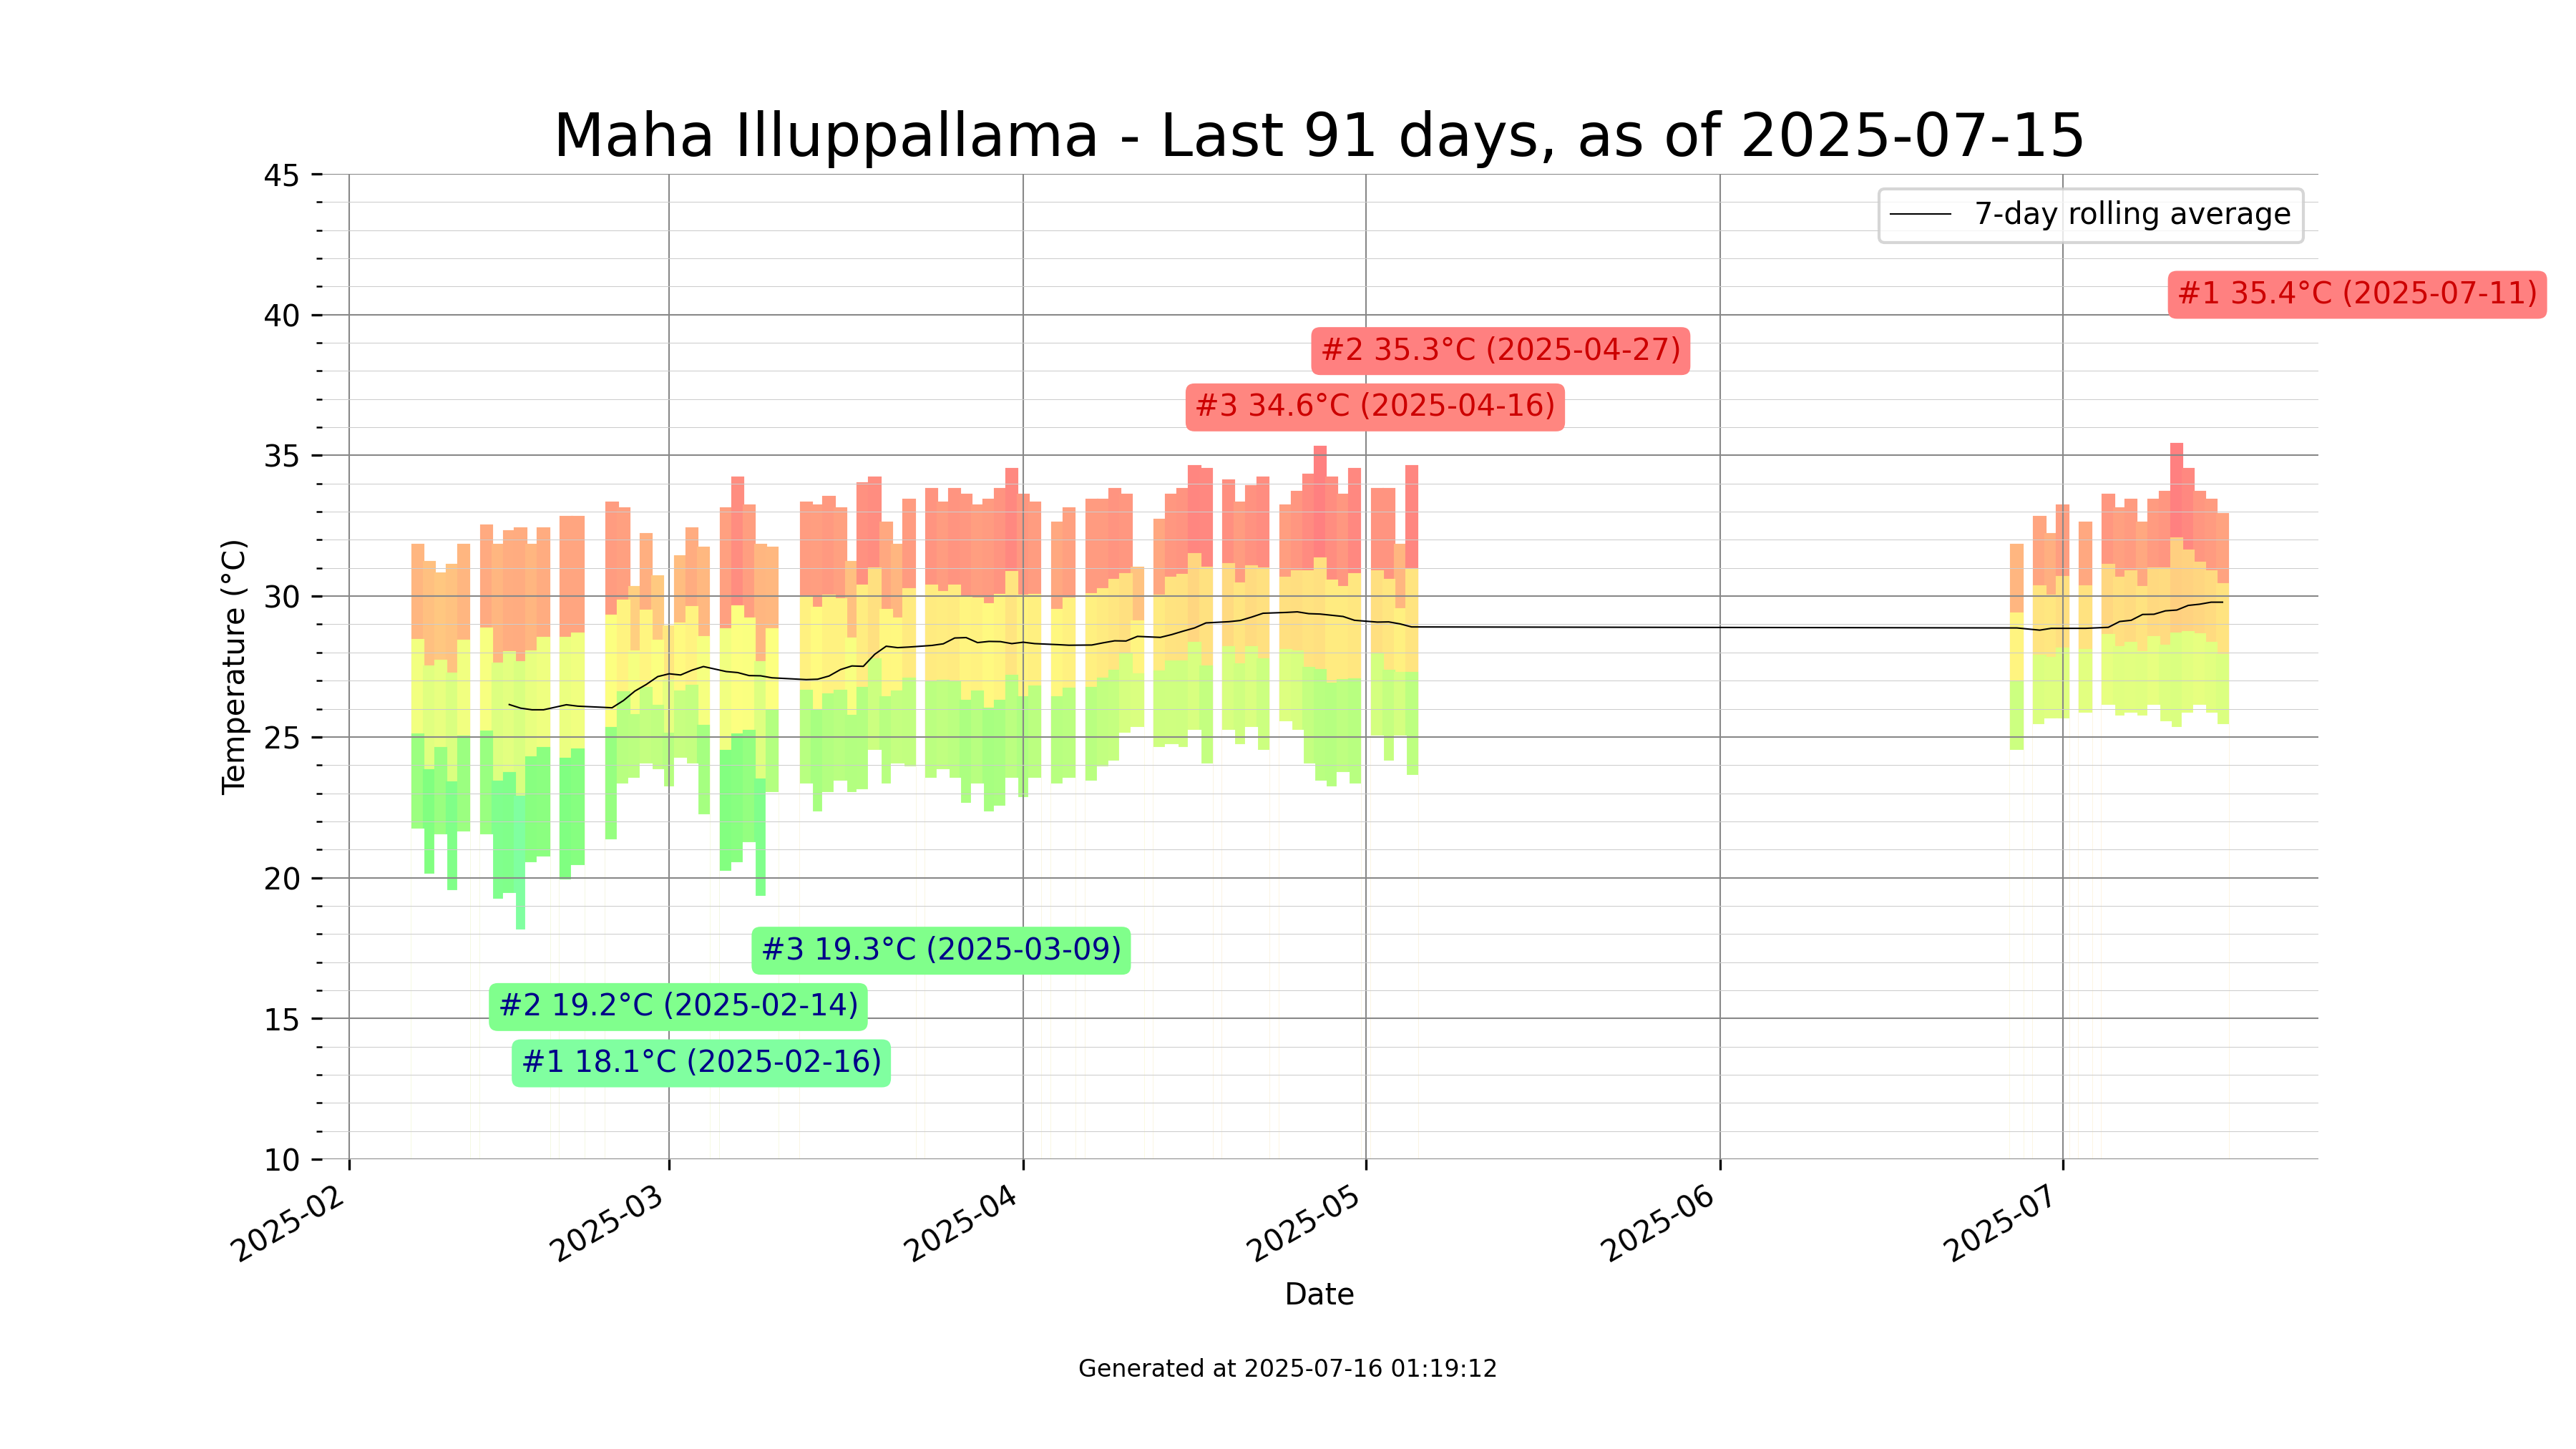 Maha Illuppallama - Last 91 days, as of 2025-07-15
45
40
35
30
25
20
15
10
Temperature (°C)
7-day rolling average
#1 35.4°C (2025-07-11)
#2 35.3°C (2025-04-27)
#3 34.6°C (2025-04-16)
#3 19.3°C (2025-03-09)
#2 19.2°C (2025-02-14)
#1 18.1°C (2025-02-16)
2025-02
2025-03
2025-04
2025-05
2025-06
2025-07
Date
Generated at 2025-07-16 01:19:12